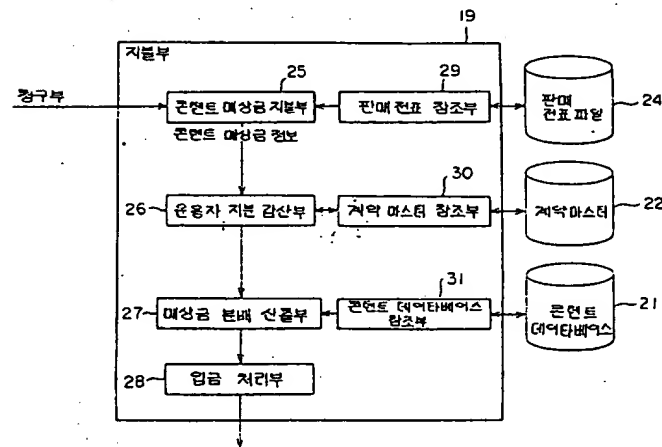 19
지불부
25
29
청구부
콘텐트 매상금 지불부
판매 전표 참조부
판매
전표 파일
24
콘텐트 매상금 정보
30
26
운용자 지분 감산부
계약 마스터 참조부
계약마스터
22
31
27
매상금 분배 산출부
콘텐트 데이타베이스
참조부
콘텐트
데이타베이스
21
28
입금 처리부